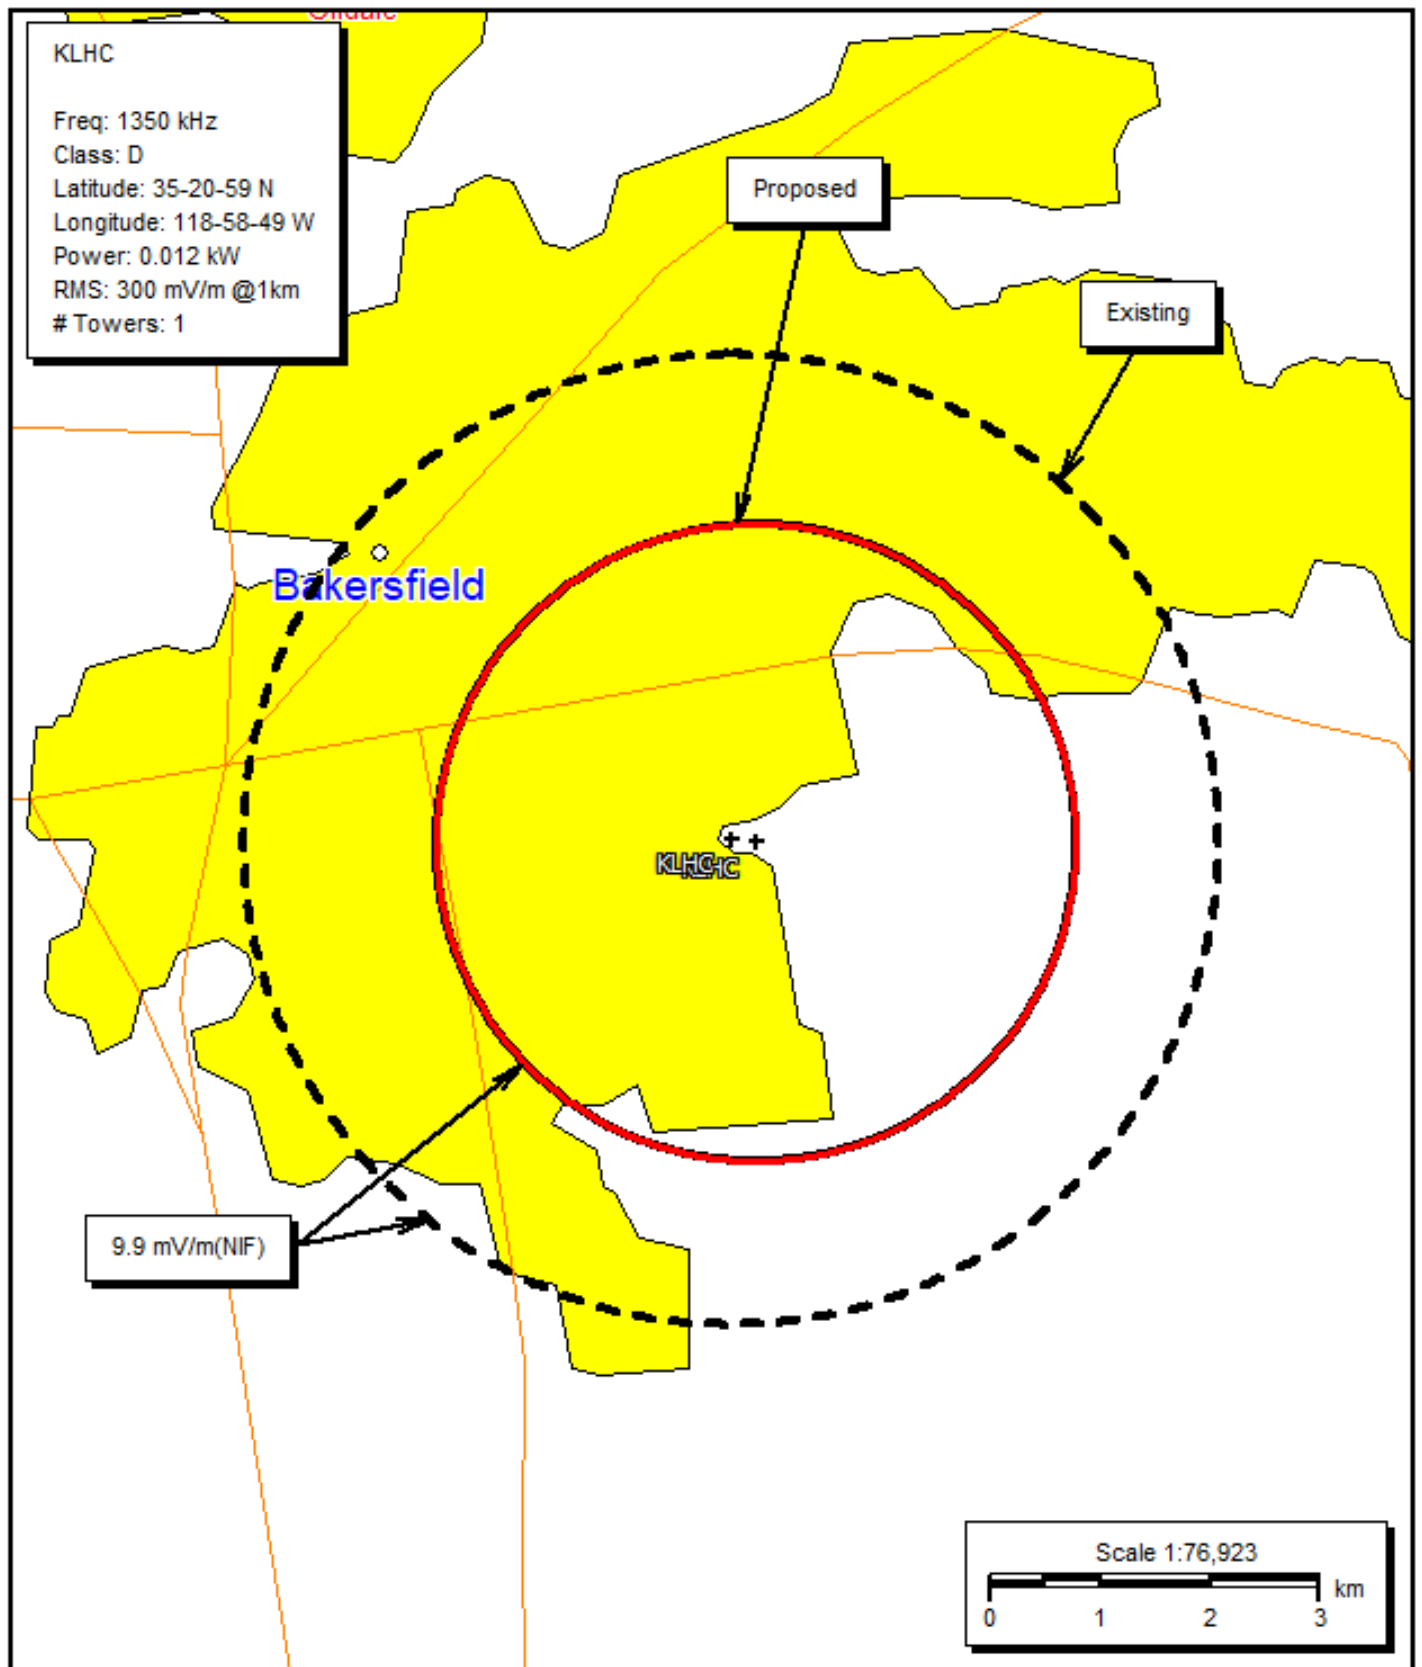 Oildale
KLHC
Freq: 1350 kHz
Class: D
Latitude: 35-20-59 N
Longitude: 118-58-49 W
Power: 0.012 kW
RMS: 300 mV/m @1km
# Towers: 1
Proposed
Existing
Bakersfield
KLHC
9.9 mV/m(NIF)
Scale 1:76,923
km
0 1 2 3